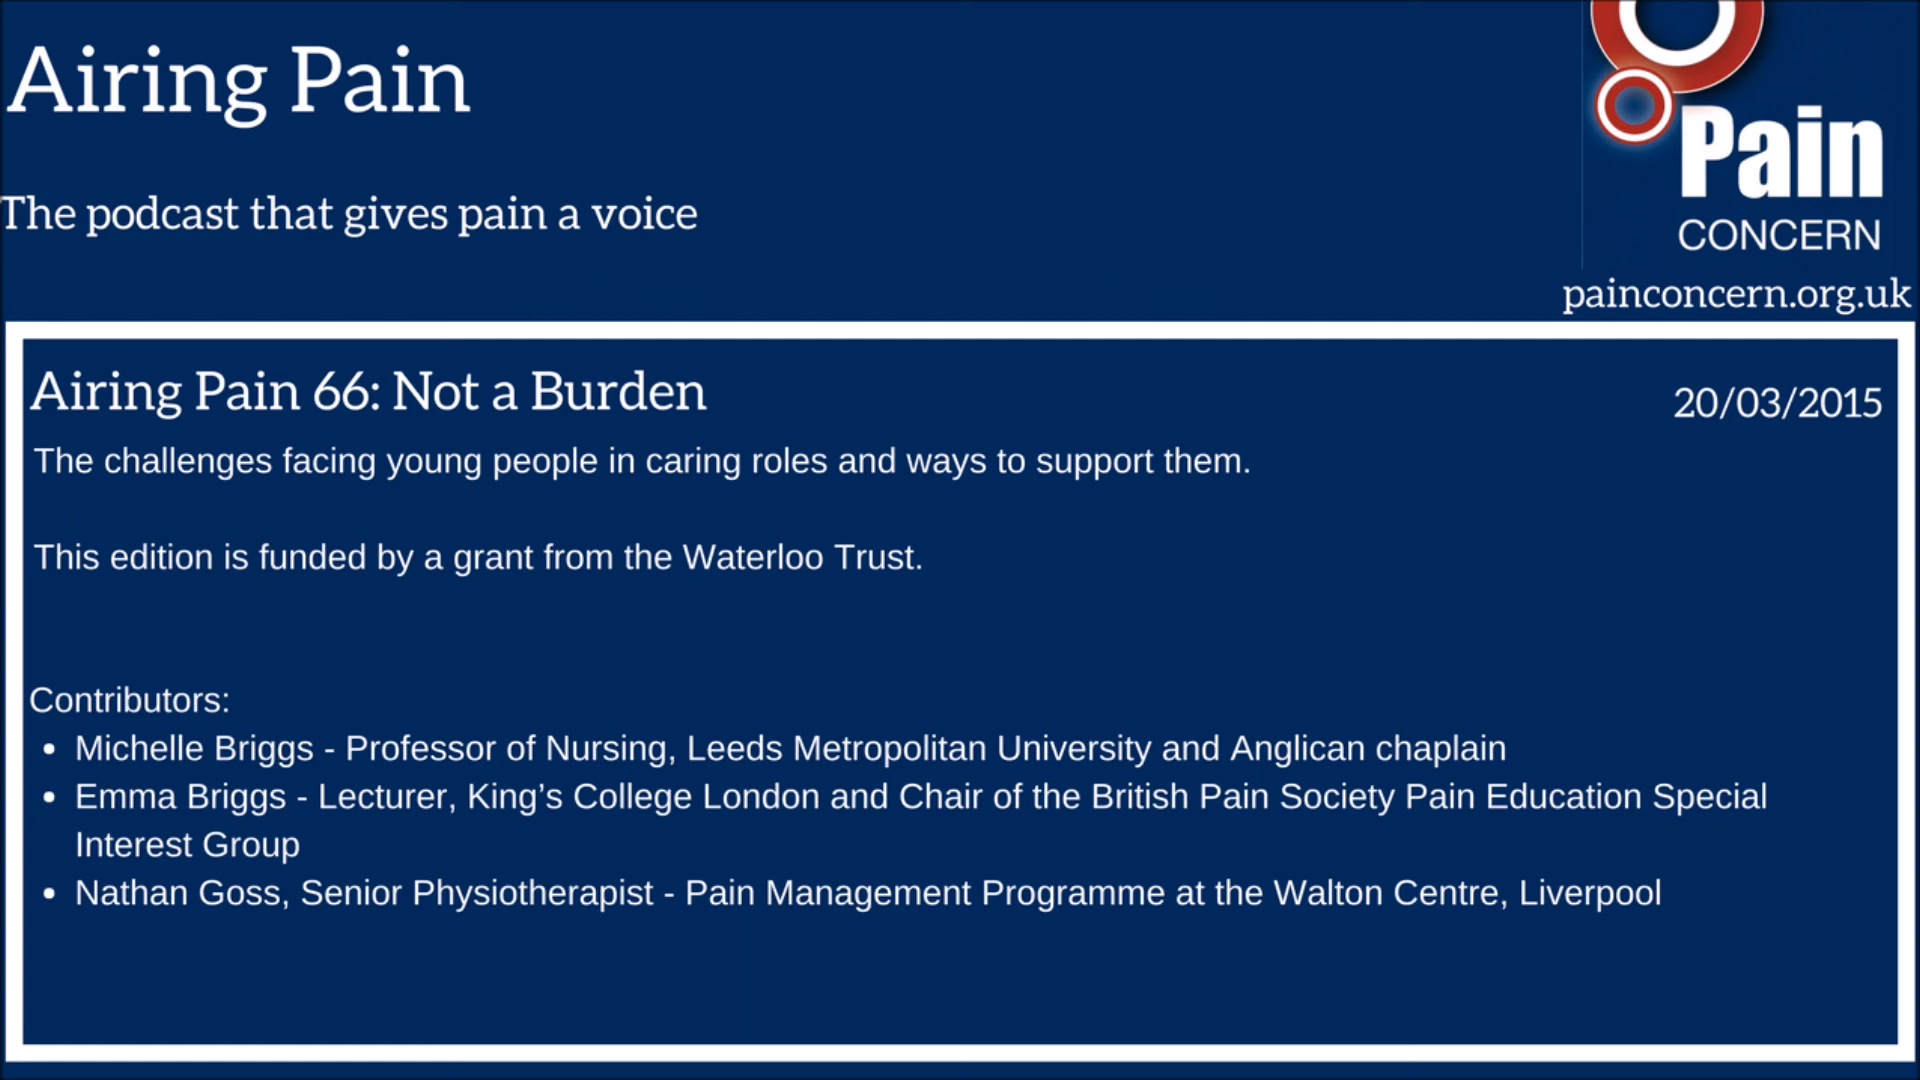 Airing Pain
The podcast that gives pain a voice
Pain
CONCERN
painconcern.org.uk
Airing Pain 66: Not a Burden
20/03/2015
The challenges facing young people in caring roles and ways to support them.
This edition is funded by a grant from the Waterloo Trust.
Contributors:
• Michelle Briggs - Professor of Nursing, Leeds Metropolitan University and Anglican chaplain
• Emma Briggs - Lecturer, King’s College London and Chair of the British Pain Society Pain Education Special
Interest Group
• Nathan Goss, Senior Physiotherapist - Pain Management Programme at the Walton Centre, Liverpool